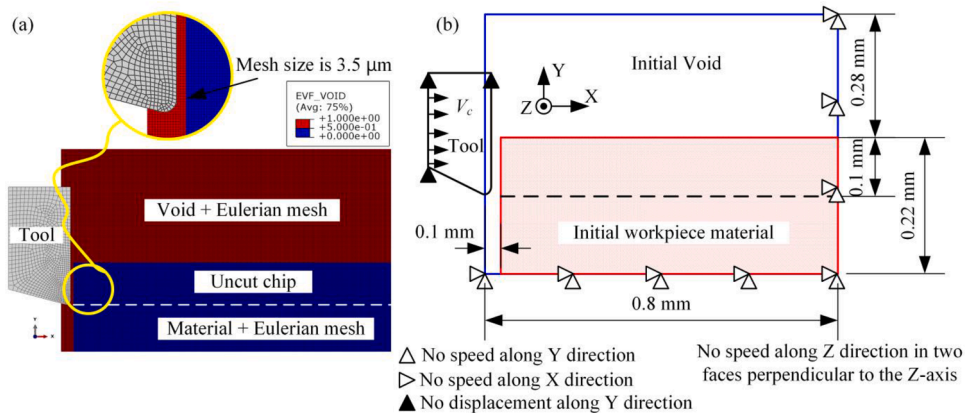 (a)
Mesh size is 3.5 μm
EVF_VOID
(Avg: 75%)
+1.000e+00
+5.000e-01
+0.000e+00
Void + Eulerian mesh
Tool
Uncut chip
Material + Eulerian mesh
Y
X
(b)
Initial Void
Y
Z
X
V_c
Tool
0.28 mm
0.1 mm
0.22 mm
0.1 mm
Initial workpiece material
0.8 mm
No speed along Y direction
No speed along X direction
No displacement along Y direction
No speed along Z direction in two
faces perpendicular to the Z-axis